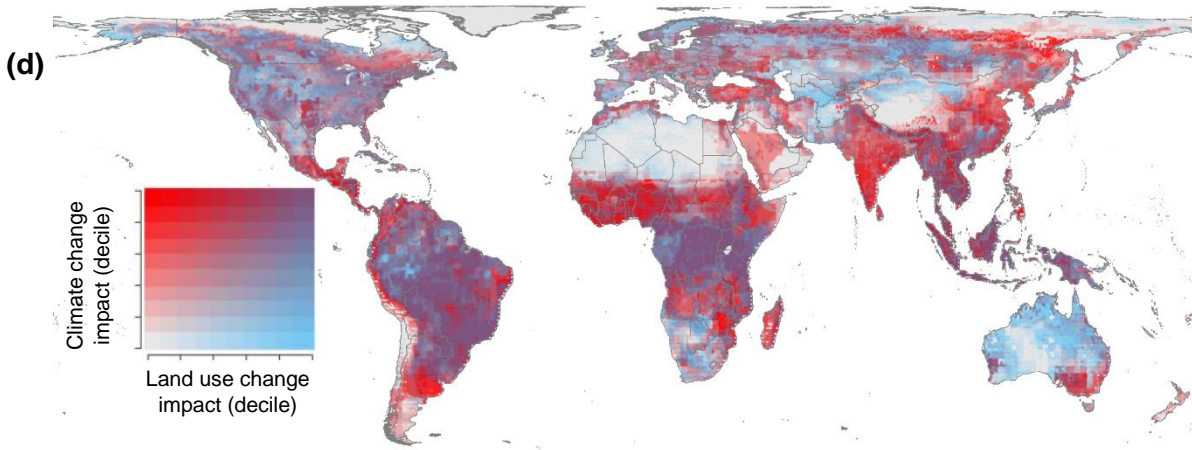 (d)
Climate change
impact (decile)
Land use change
impact (decile)